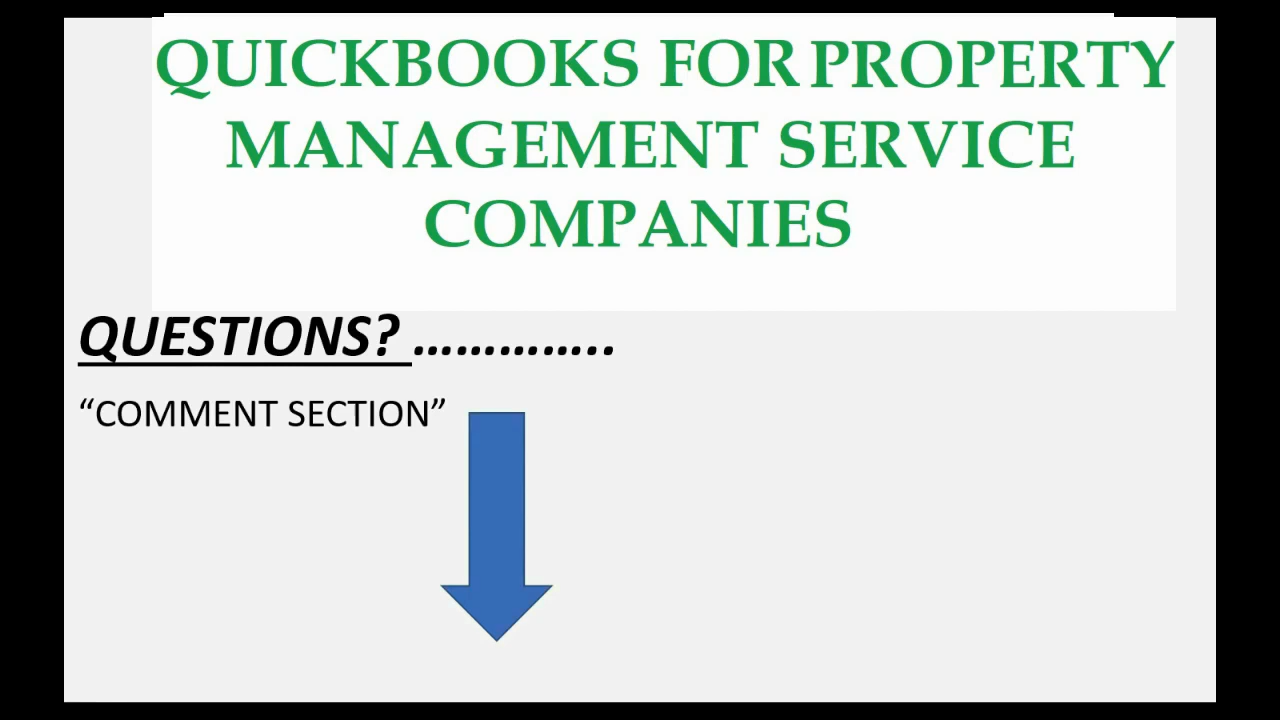 QUICKBOOKS FOR PROPERTY
MANAGEMENT SERVICE
COMPANIES
QUESTIONS? …………..
“COMMENT SECTION”